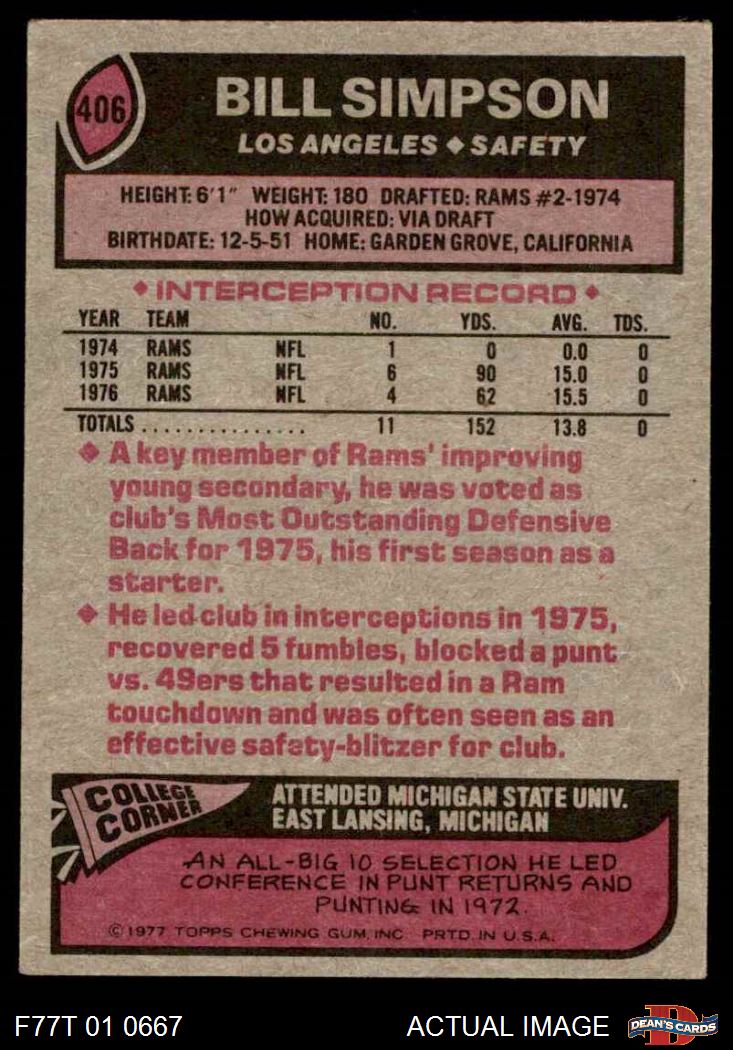 406
BILL SIMPSON
LOS ANGELES ◆ SAFETY
HEIGHT: 6'1" WEIGHT: 180 DRAFTED: RAMS #2-1974
HOW ACQUIRED: VIA DRAFT
BIRTHDATE: 12-5-51 HOME: GARDEN GROVE, CALIFORNIA
◆ INTERCEPTION RECORD ◆
YEAR TEAM NO. YDS. AVG. TDS.
1974 RAMS NFL 1 0 0.0 0
1975 RAMS NFL 6 90 15.0 0
1976 RAMS NFL 4 62 15.5 0
TOTALS ............... 11 152 13.8 0
◆ A key member of Rams' improving
young secondary, he was voted as
club's Most Outstanding Defensive
Back for 1975, his first season as a
starter.
◆ He led club in interceptions in 1975,
recovered 5 fumbles, blocked a punt
vs. 49ers that resulted in a Ram
touchdown and was often seen as an
effective safety-blitzer for club.
COLLEGE
CORNER
ATTENDED MICHIGAN STATE UNIV.
EAST LANSING, MICHIGAN
AN ALL-BIG 10 SELECTION HE LED
CONFERENCE IN PUNT RETURNS AND
PUNTING IN 1972.
© 1977 TOPPS CHEWING GUM, INC PRTD. IN U.S.A.
F77T 01 0667
ACTUAL IMAGE
D
DEAN'S CARDS